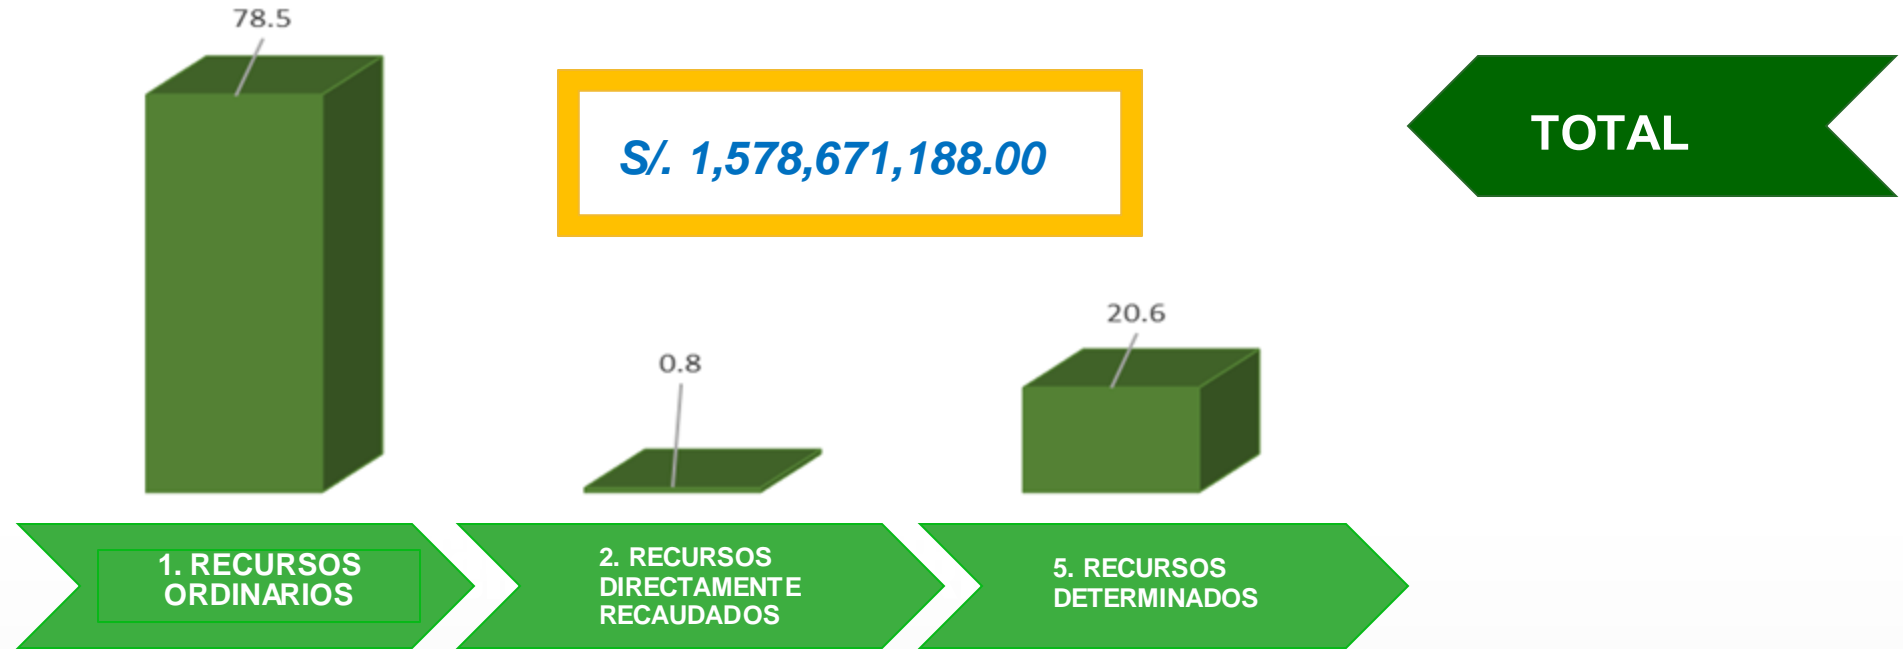 78.5
S/. 1,578,671,188.00
TOTAL
20.6
0.8
1. RECURSOS
ORDINARIOS
2. RECURSOS
DIRECTAMENTE
RECAUDADOS
5. RECURSOS
DETERMINADOS